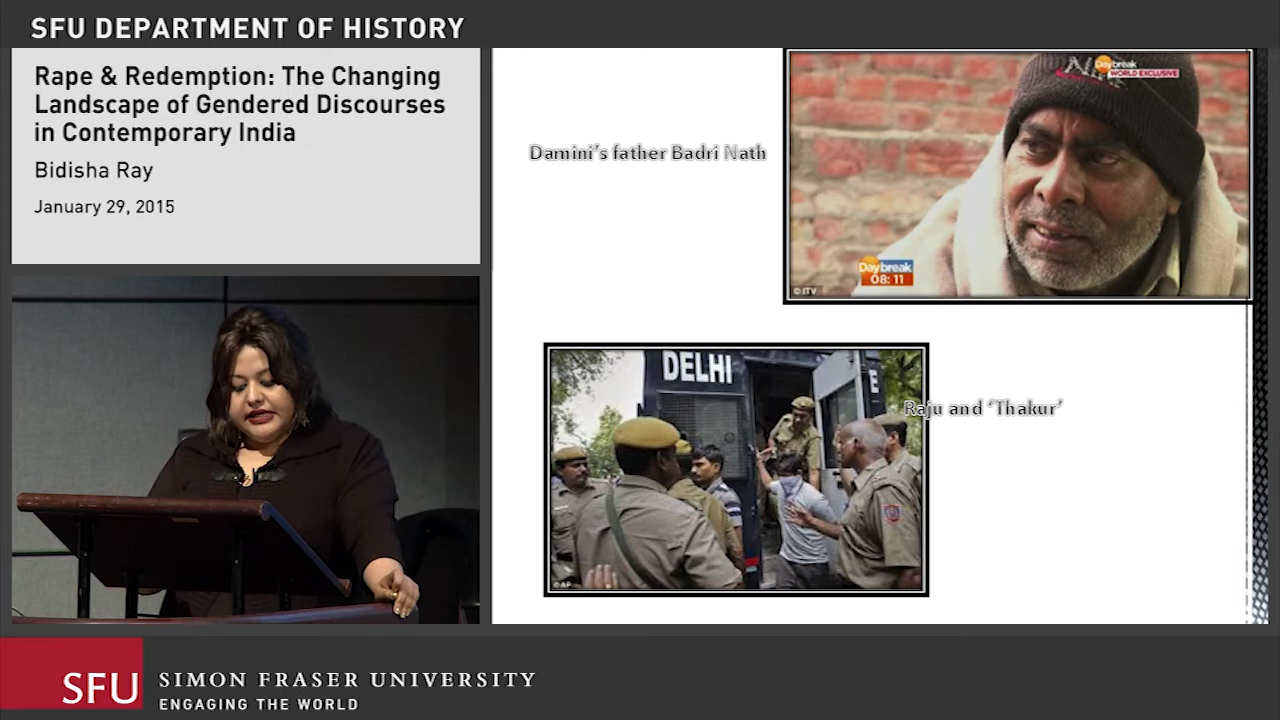 SFU DEPARTMENT OF HISTORY
Rape & Redemption: The Changing
Landscape of Gendered Discourses
in Contemporary India
Bidisha Ray
January 29, 2015
Damini's father Badri Nath
Daybreak
WORLD EXCLUSIVE
Daybreak
08:11
© ITV
DELHI
E
Raju and 'Thakur'
© AP
SFU
SIMON FRASER UNIVERSITY
ENGAGING THE WORLD